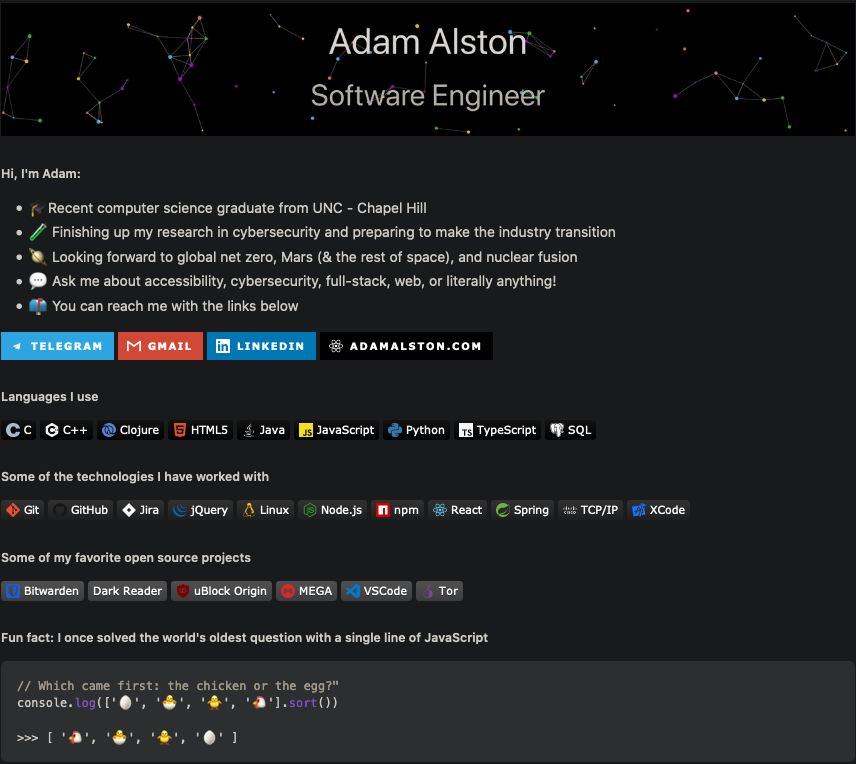 Adam Alston
Software Engineer
Hi, I'm Adam:
• 🎓 Recent computer science graduate from UNC - Chapel Hill
• 🧪 Finishing up my research in cybersecurity and preparing to make the industry transition
• 🛰 Looking forward to global net zero, Mars (& the rest of space), and nuclear fusion
• 💬 Ask me about accessibility, cybersecurity, full-stack, web, or literally anything!
• 📫 You can reach me with the links below
TELEGRAM GMAIL LINKEDIN ADAMALSTON.COM
Languages I use
C C++ Clojure HTML5 Java JS JavaScript Python TS TypeScript SQL
Some of the technologies I have worked with
Git GitHub Jira jQuery Linux Node.js npm React Spring TCP/IP XCode
Some of my favorite open source projects
Bitwarden Dark Reader uBlock Origin MEGA VSCode Tor
Fun fact: I once solved the world's oldest question with a single line of JavaScript
// Which came first: the chicken or the egg?"
console.log(['🥚', '🐣', '🐥', '🐔'].sort())
>>> [ '🐔', '🐣', '🐥', '🥚' ]